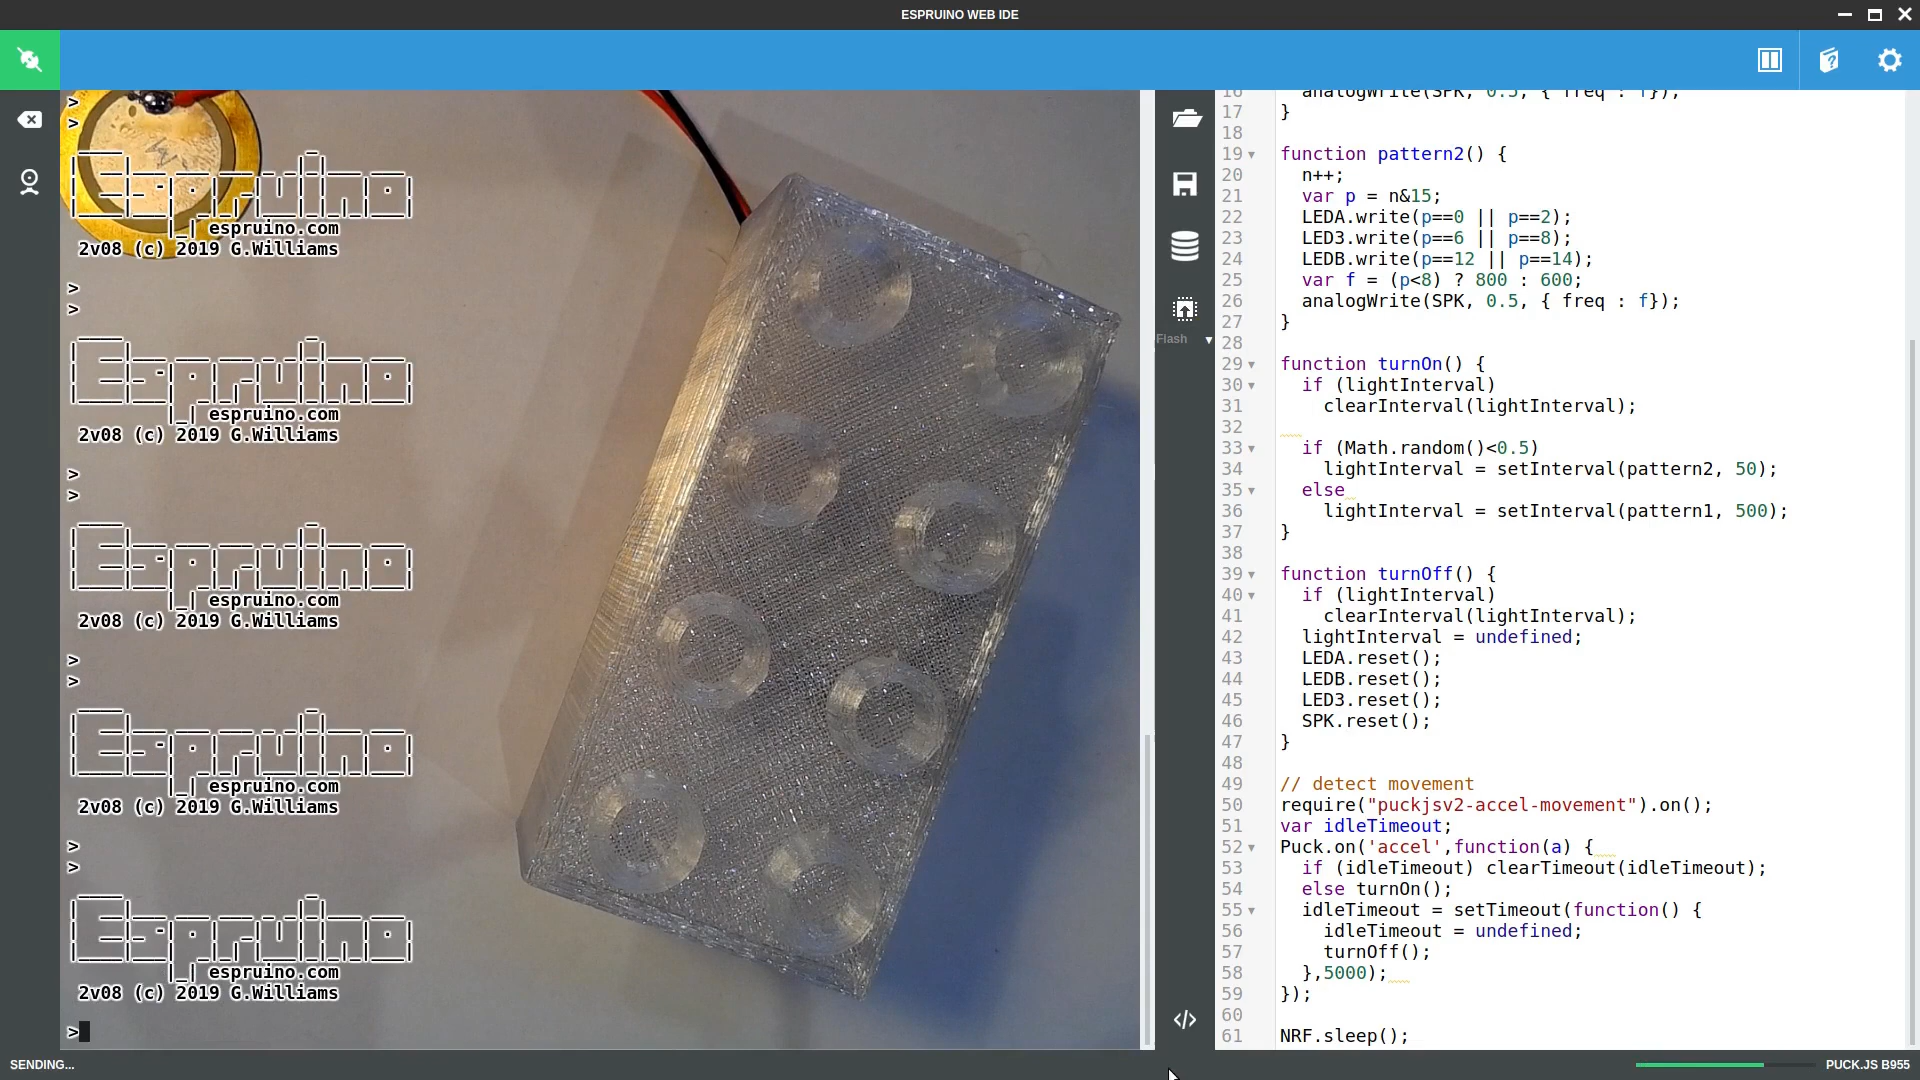 ESPRUINO WEB IDE
>
>
espruino.com
2v08 (c) 2019 G.Williams
>
>
espruino.com
2v08 (c) 2019 G.Williams
>
>
espruino.com
2v08 (c) 2019 G.Williams
>
>
espruino.com
2v08 (c) 2019 G.Williams
>
>
espruino.com
2v08 (c) 2019 G.Williams
>
Flash
16 analogWrite(SPK, 0.5, { freq : f});
17 }
18
19 function pattern2() {
20 n++;
21 var p = n&15;
22 LEDA.write(p==0 || p==2);
23 LED3.write(p==6 || p==8);
24 LEDB.write(p==12 || p==14);
25 var f = (p<8) ? 800 : 600;
26 analogWrite(SPK, 0.5, { freq : f});
27 }
28
29 function turnOn() {
30 if (lightInterval)
31 clearInterval(lightInterval);
32
33 if (Math.random()<0.5)
34 lightInterval = setInterval(pattern2, 50);
35 else
36 lightInterval = setInterval(pattern1, 500);
37 }
38
39 function turnOff() {
40 if (lightInterval)
41 clearInterval(lightInterval);
42 lightInterval = undefined;
43 LEDA.reset();
44 LEDB.reset();
45 LED3.reset();
46 SPK.reset();
47 }
48
49 // detect movement
50 require("puckjsv2-accel-movement").on();
51 var idleTimeout;
52 Puck.on('accel',function(a) {
53 if (idleTimeout) clearTimeout(idleTimeout);
54 else turnOn();
55 idleTimeout = setTimeout(function() {
56 idleTimeout = undefined;
57 turnOff();
58 },5000);
59 });
60
61 NRF.sleep();
SENDING...
PUCK.JS B955